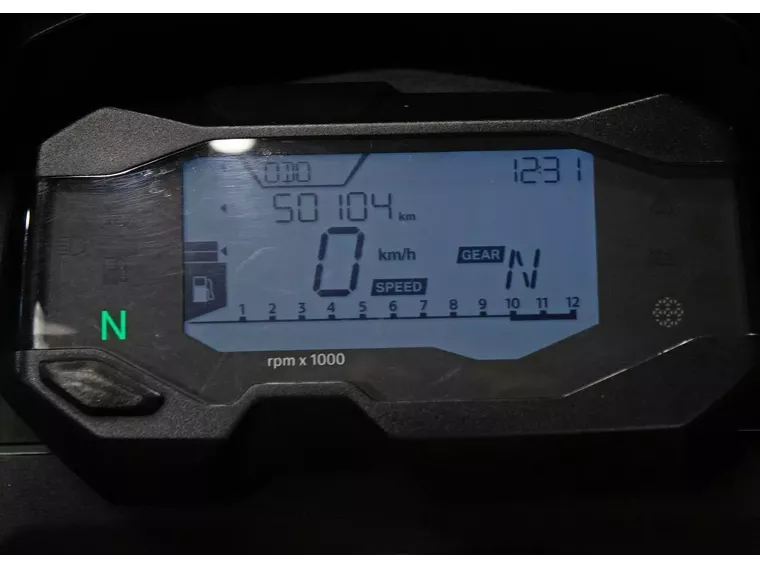 ODO 12:31
50104 km
0 km/h GEAR N
SPEED
1 2 3 4 5 6 7 8 9 10 11 12
N
rpm x 1000